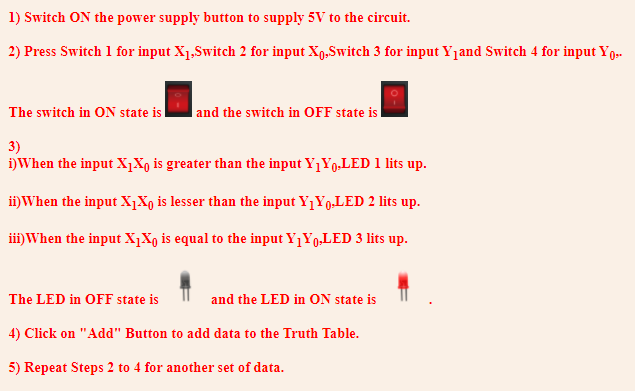 1) Switch ON the power supply button to supply 5V to the circuit.
2) Press Switch 1 for input X₁,Switch 2 for input X₀,Switch 3 for input Y₁and Switch 4 for input Y₀,.
The switch in ON state is and the switch in OFF state is
3)
i)When the input X₁X₀ is greater than the input Y₁Y₀,LED 1 lits up.
ii)When the input X₁X₀ is lesser than the input Y₁Y₀,LED 2 lits up.
iii)When the input X₁X₀ is equal to the input Y₁Y₀,LED 3 lits up.
The LED in OFF state is and the LED in ON state is .
4) Click on "Add" Button to add data to the Truth Table.
5) Repeat Steps 2 to 4 for another set of data.